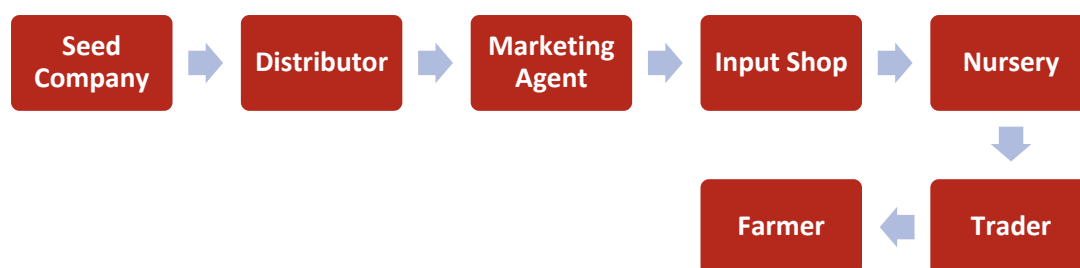 Seed
Company
Distributor
Marketing
Agent
Input Shop
Nursery
Trader
Farmer